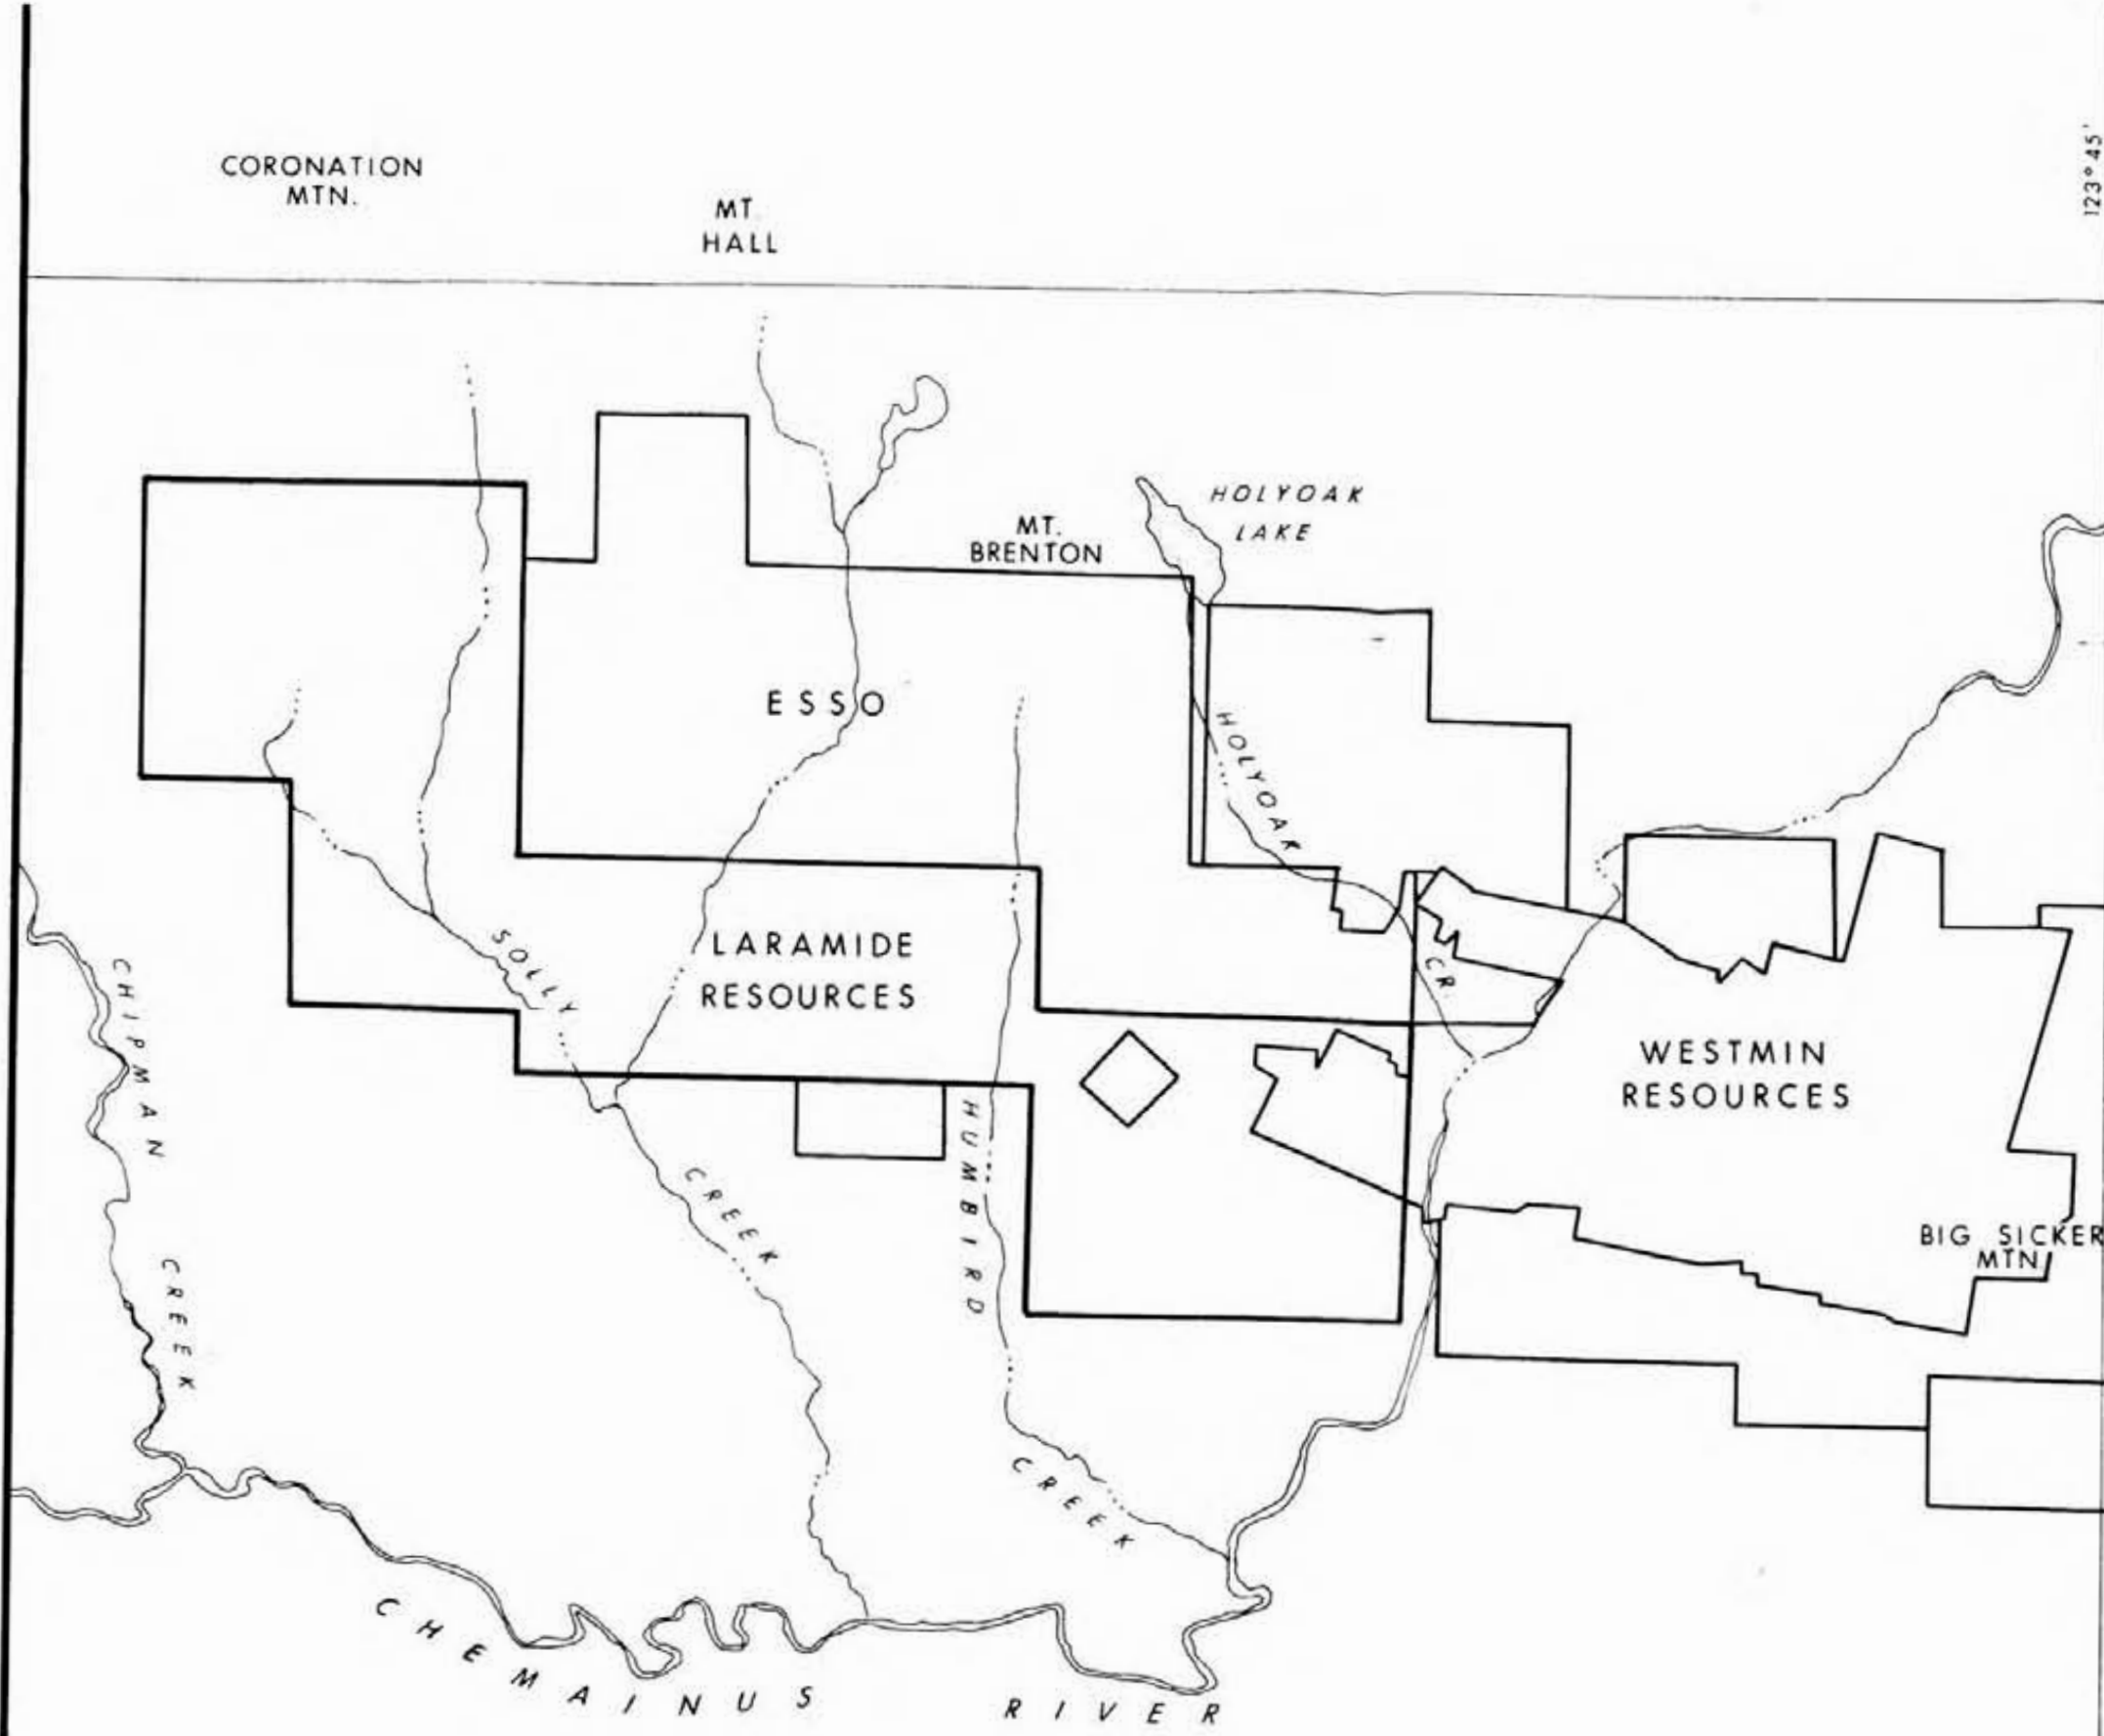 CORONATION
MTN.
MT.
HALL
123° 45'
HOLYOAK
LAKE
MT.
BRENTON
ESSO
HOLYOAK
CR.
LARAMIDE
RESOURCES
SOLLY
CREEK
CHIPMAN
CREEK
HUMBIRD
CREEK
WESTMIN
RESOURCES
BIG SICKER
MTN
CHEMAINUS RIVER